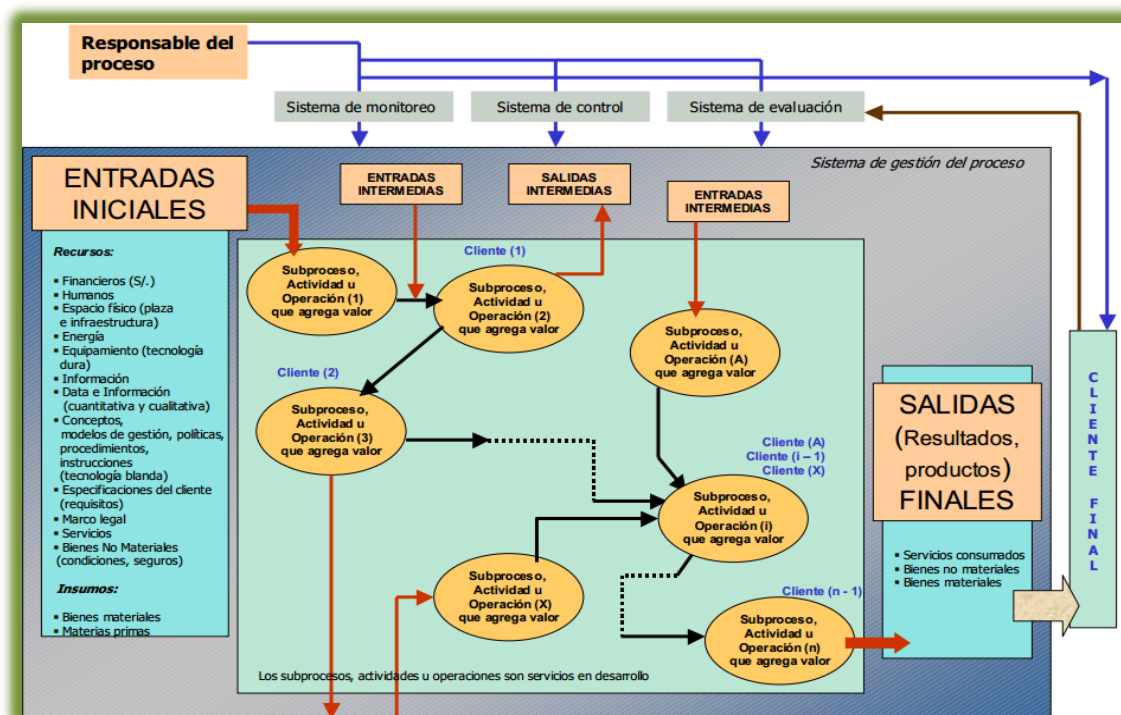 Responsable del
proceso
Sistema de monitoreo
Sistema de control
Sistema de evaluación
Sistema de gestión del proceso
ENTRADAS
INICIALES
Recursos:
▪ Financieros (S/.)
▪ Humanos
▪ Espacio físico (plaza
e infraestructura)
▪ Energía
▪ Equipamiento (tecnología
dura)
▪ Información
▪ Data e Información
(cuantitativa y cualitativa)
▪ Conceptos,
modelos de gestión, políticas,
procedimientos,
instrucciones
(tecnología blanda)
▪ Especificaciones del cliente
(requisitos)
▪ Marco legal
▪ Servicios
▪ Bienes No Materiales
(condiciones, seguros)
Insumos:
▪ Bienes materiales
▪ Materias primas
ENTRADAS
INTERMEDIAS
SALIDAS
INTERMEDIAS
ENTRADAS
INTERMEDIAS
Subproceso,
Actividad u
Operación (1)
que agrega valor
Cliente (1)
Subproceso,
Actividad u
Operación (2)
que agrega valor
Subproceso,
Actividad u
Operación (A)
que agrega valor
Cliente (2)
Subproceso,
Actividad u
Operación (3)
que agrega valor
Cliente (A)
Cliente (i – 1)
Cliente (X)
Subproceso,
Actividad u
Operación (i)
que agrega valor
Subproceso,
Actividad u
Operación (X)
que agrega valor
Cliente (n - 1)
Subproceso,
Actividad u
Operación (n)
que agrega valor
Los subprocesos, actividades u operaciones son servicios en desarrollo
SALIDAS
(Resultados,
productos)
FINALES
▪ Servicios consumados
▪ Bienes no materiales
▪ Bienes materiales
CLIENTE FINAL